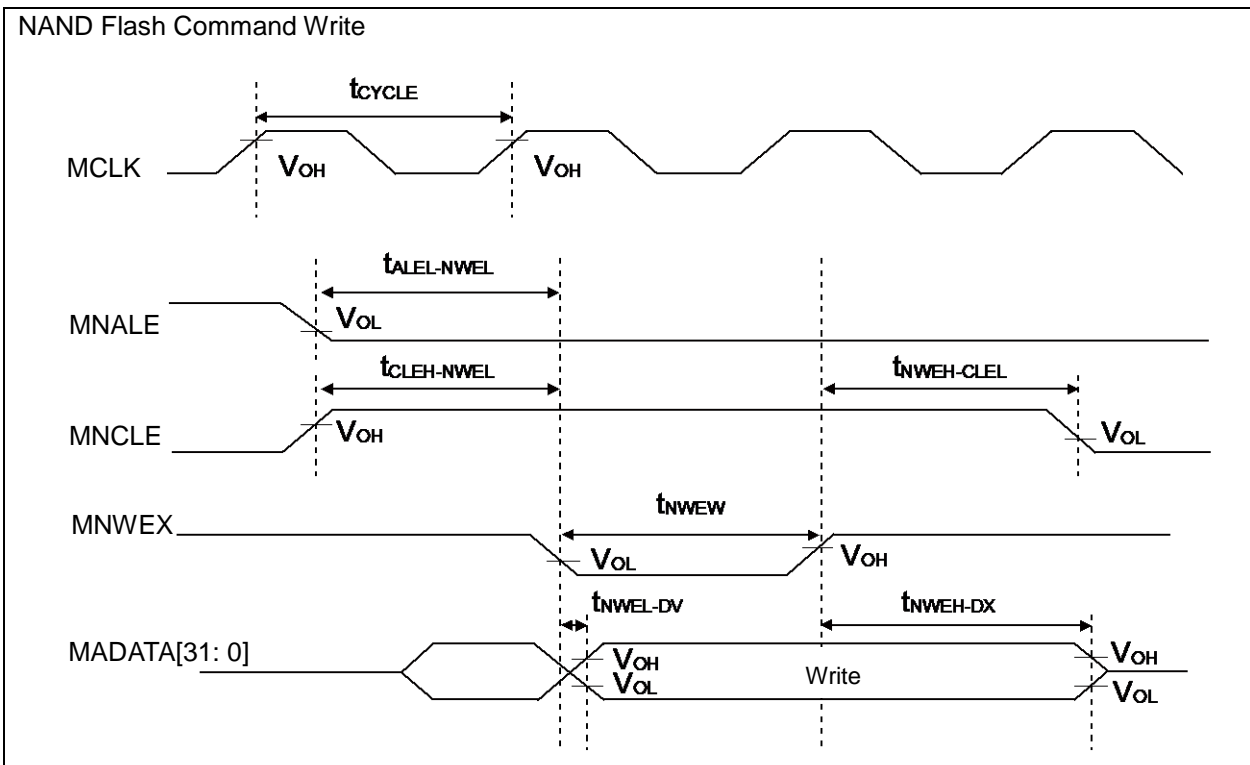 NAND Flash Command Write
tCYCLE
MCLK
VOH
VOH
tALEL-NWEL
MNALE
VOL
tCLEH-NWEL
tNWEH-CLEL
MNCLE
VOH
VOL
tNWEW
MNWEX
VOL
VOH
tNWEL-DV
tNWEH-DX
MADATA[31: 0]
VOH
VOL
Write
VOH
VOL